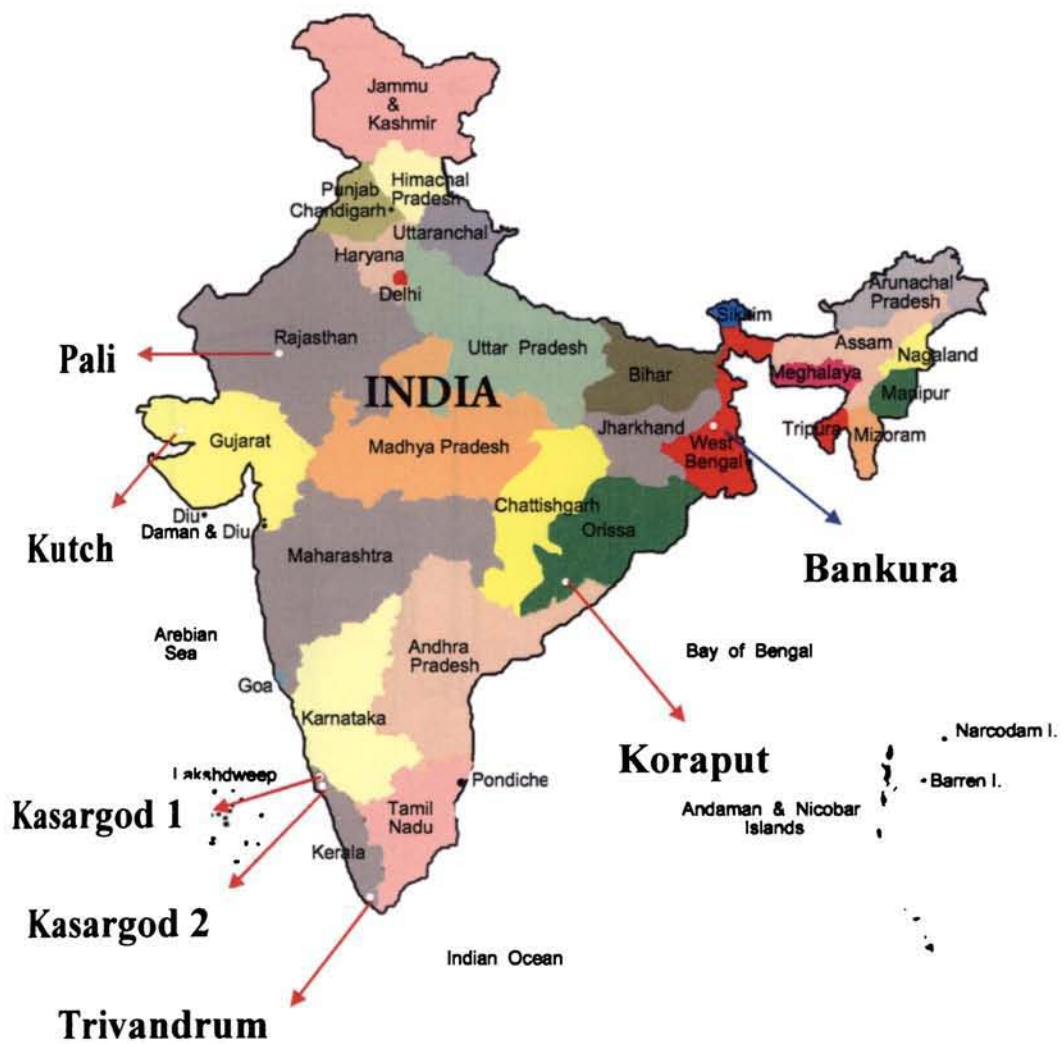 Jammu
&
Kashmir
Himachal
Pradesh
Punjab
Chandigarh
Uttaranchal
Haryana
Delhi
Arunachal
Pradesh
Sikim
Assam
Nagaland
Rajasthan
Uttar Pradesh
Pali
Bihar
Meghalaya
Manipur
INDIA
Gujarat
Jharkhand
Tripura
Mizoram
Madhya Pradesh
West
Bengal
Chattishgarh
Diu
Orissa
Daman & Diu
Kutch
Maharashtra
Bankura
Arebian
Sea
Andhra
Pradesh
Bay of Bengal
Goa
Karnataka
Narcodam I.
Koraput
Lakshdweep
Pondiche
Barren I.
Kasargod 1
Tamil
Nadu
Andaman & Nicobar
Islands
Kerala
Kasargod 2
Indian Ocean
Trivandrum